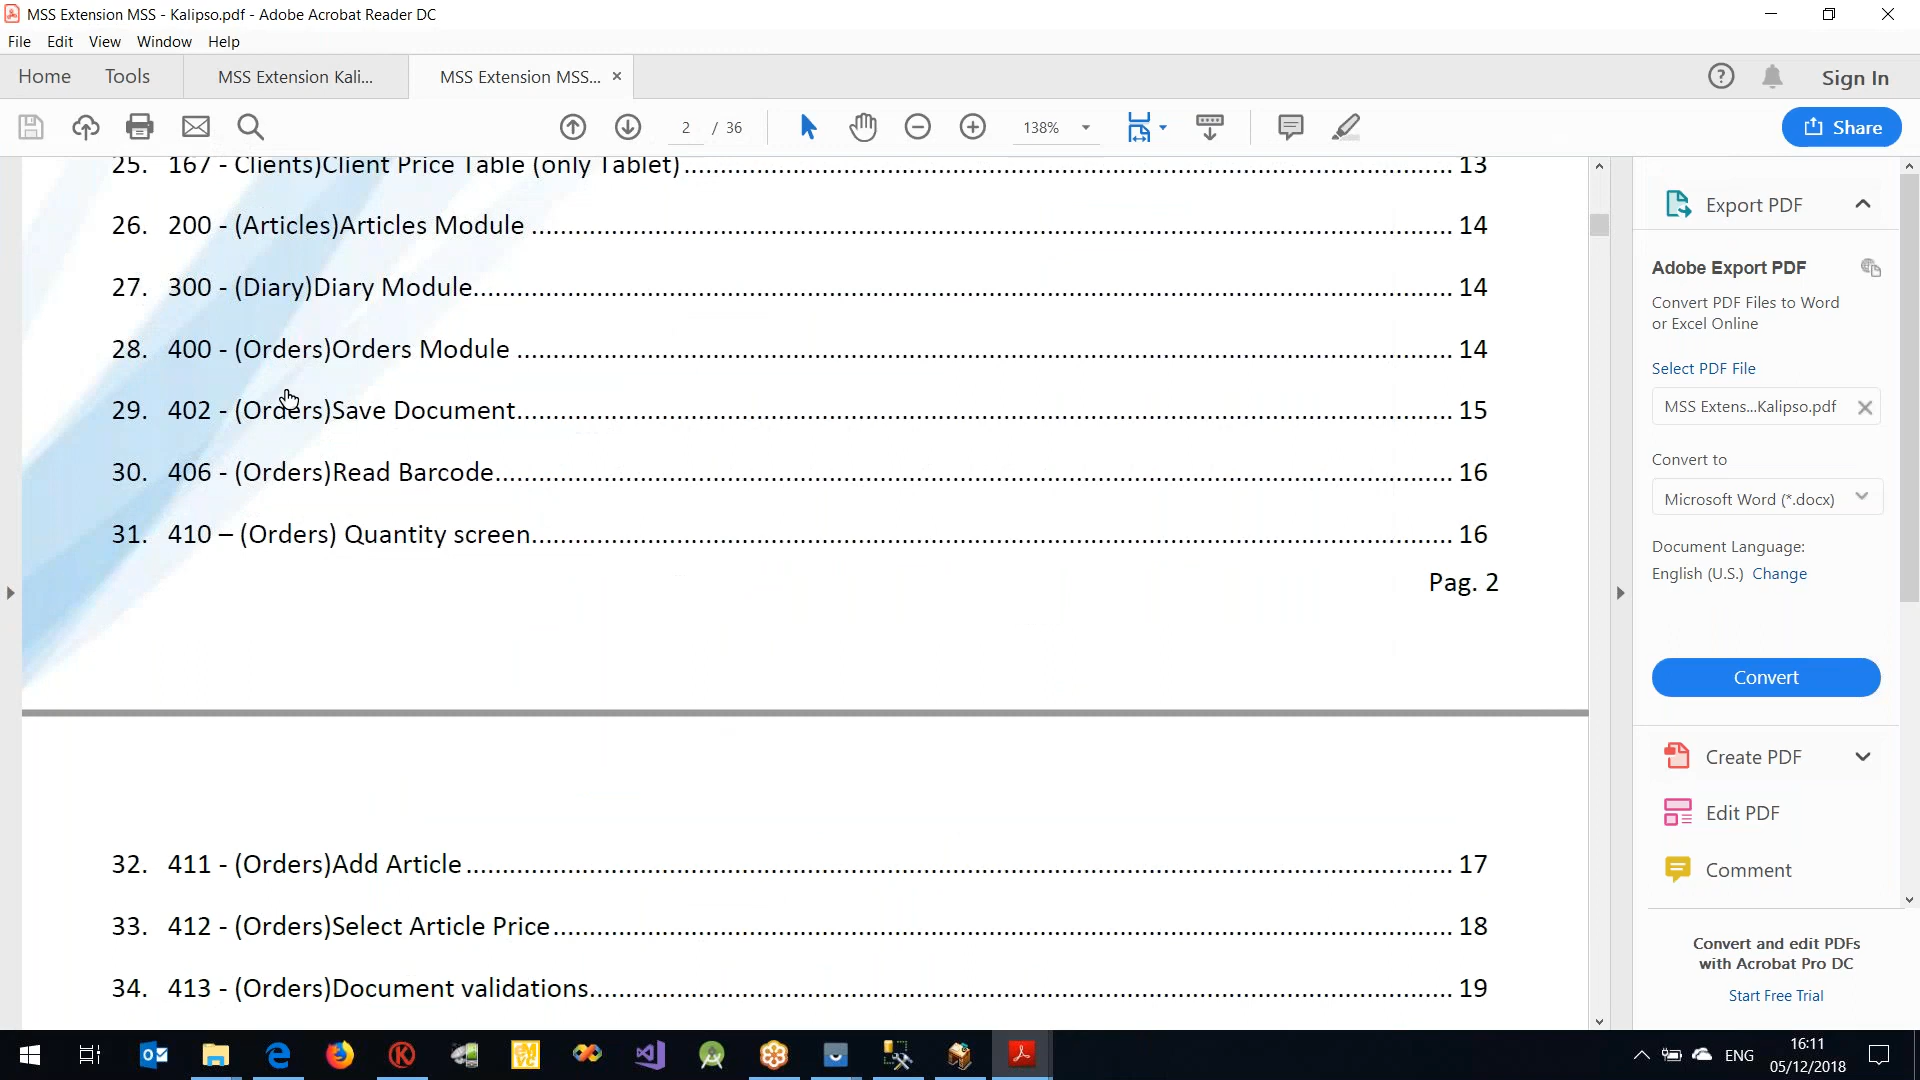 MSS Extension MSS - Kalipso.pdf - Adobe Acrobat Reader DC
File Edit View Window Help
Home Tools MSS Extension Kali... MSS Extension MSS... × Sign In
2 / 36 138% Share
25. 167 - Clients)Client Price Table (only Tablet)........ 13
26. 200 - (Articles)Articles Module ........ 14
27. 300 - (Diary)Diary Module........ 14
28. 400 - (Orders)Orders Module ........ 14
29. 402 - (Orders)Save Document........ 15
30. 406 - (Orders)Read Barcode........ 16
31. 410 – (Orders) Quantity screen........ 16
Pag. 2
32. 411 - (Orders)Add Article ........ 17
33. 412 - (Orders)Select Article Price........ 18
34. 413 - (Orders)Document validations........ 19
Export PDF
Adobe Export PDF
Convert PDF Files to Word
or Excel Online
Select PDF File
MSS Extens...Kalipso.pdf
Convert to
Microsoft Word (*.docx)
Document Language:
English (U.S.) Change
Convert
Create PDF
Edit PDF
Comment
Convert and edit PDFs
with Acrobat Pro DC
Start Free Trial
ENG
16:11
05/12/2018